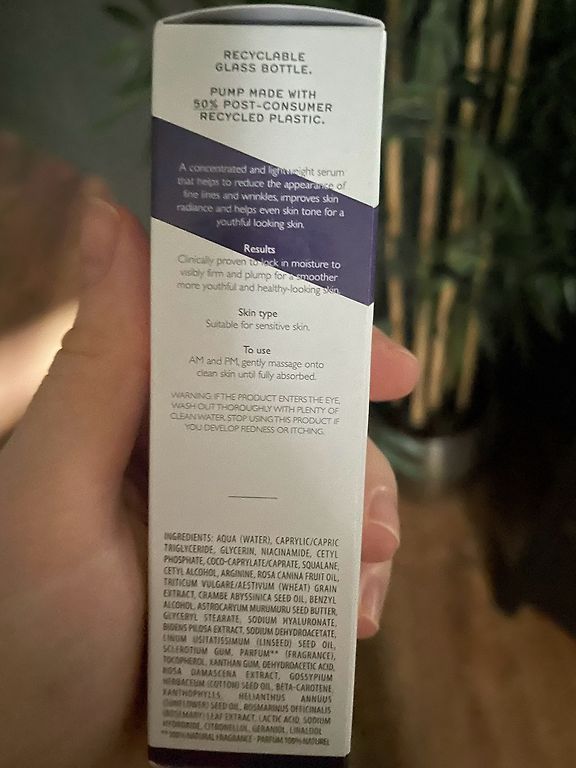 RECYCLABLE
GLASS BOTTLE.
PUMP MADE WITH
50% POST-CONSUMER
RECYCLED PLASTIC.
A concentrated and lightweight serum
that helps to reduce the appearance of
fine lines and wrinkles, improves skin
radiance and helps even skin tone for a
youthful looking skin.
Results
Clinically proven to lock in moisture to
visibly firm and plump for a smoother
more youthful and healthy-looking skin.
Skin type
Suitable for sensitive skin.
To use
AM and PM, gently massage onto
clean skin until fully absorbed.
WARNING: IF THE PRODUCT ENTERS THE EYE,
WASH OUT THOROUGHLY WITH PLENTY OF
CLEAN WATER. STOP USING THIS PRODUCT IF
YOU DEVELOP REDNESS OR ITCHING.
INGREDIENTS: AQUA (WATER), CAPRYLIC/CAPRIC
TRIGLYCERIDE, GLYCERIN, NIACINAMIDE, CETYL
PHOSPHATE, COCO-CAPRYLATE/CAPRATE, SQUALANE,
CETYL ALCOHOL, ARGININE, ROSA CANINA FRUIT OIL,
TRITICUM VULGARE/AESTIVUM (WHEAT) GRAIN
EXTRACT, CRAMBE ABYSSINICA SEED OIL, BENZYL
ALCOHOL, ASTROCARYUM MURUMURU SEED BUTTER,
GLYCERYL STEARATE, SODIUM HYALURONATE,
BIDENS PILOSA EXTRACT, SODIUM DEHYDROACETATE,
LINUM USITATISSIMUM (LINSEED) SEED OIL,
SCLEROTIUM GUM, PARFUM** (FRAGRANCE),
TOCOPHEROL, XANTHAN GUM, DEHYDROACETIC ACID,
ROSA DAMASCENA EXTRACT, GOSSYPIUM
HERBACEUM (COTTON) SEED OIL, BETA-CAROTENE,
XANTHOPHYLLS, HELIANTHUS ANNUUS
(SUNFLOWER) SEED OIL, ROSMARINUS OFFICINALIS
(ROSEMARY) LEAF EXTRACT, LACTIC ACID, SODIUM
HYDROXIDE, CITRONELLOL, GERANIOL, LINALOOL
**100% NATURAL FRAGRANCE - PARFUM 100% NATUREL